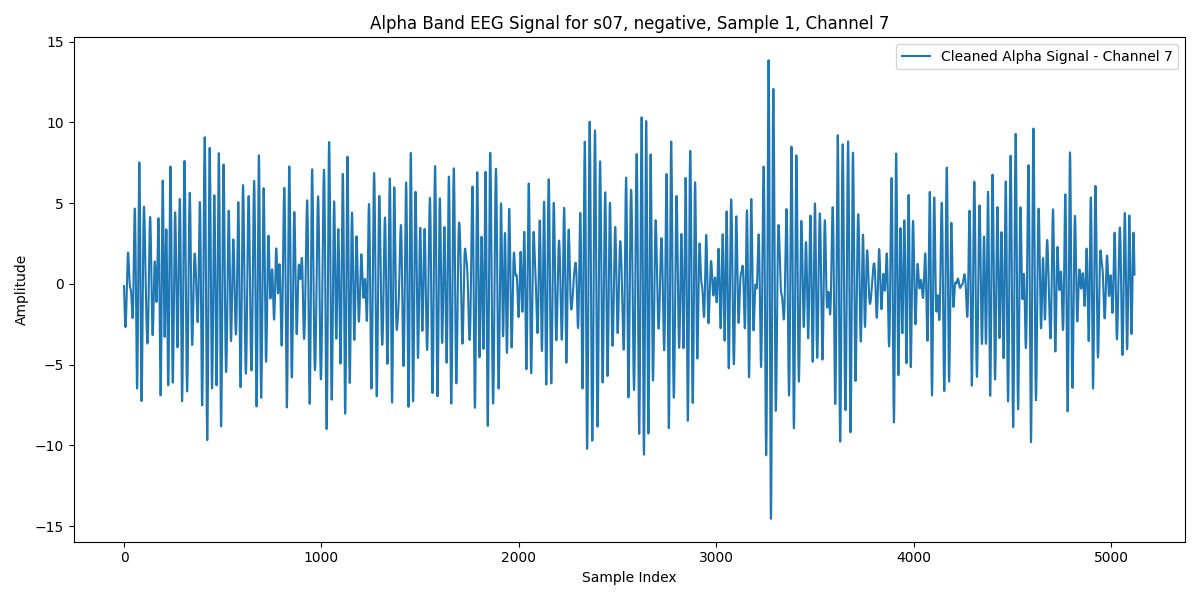 Alpha Band EEG Signal for s07, negative, Sample 1, Channel 7
Cleaned Alpha Signal - Channel 7
Amplitude
15
10
5
0
−5
−10
−15
0 1000 2000 3000 4000 5000
Sample Index